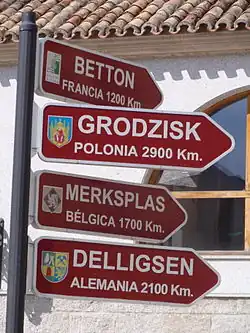 BETTON
FRANCIA 1200 Km.
GRODZISK
POLONIA 2900 Km.
MERKSPLAS
BÉLGICA 1700 Km.
DELLIGSEN
ALEMANIA 2100 Km.